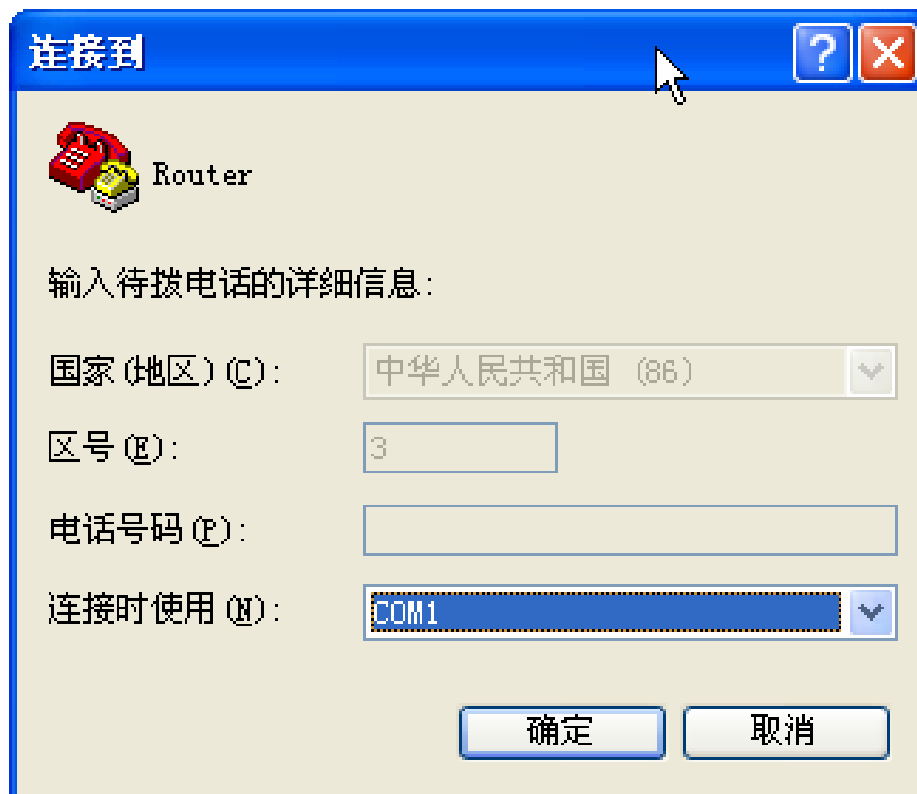 连接到
Router
输入待拨电话的详细信息:
国家(地区)(C): 中华人民共和国 (86)
区号(E): 3
电话号码(P):
连接时使用(N): COM1
确定 取消